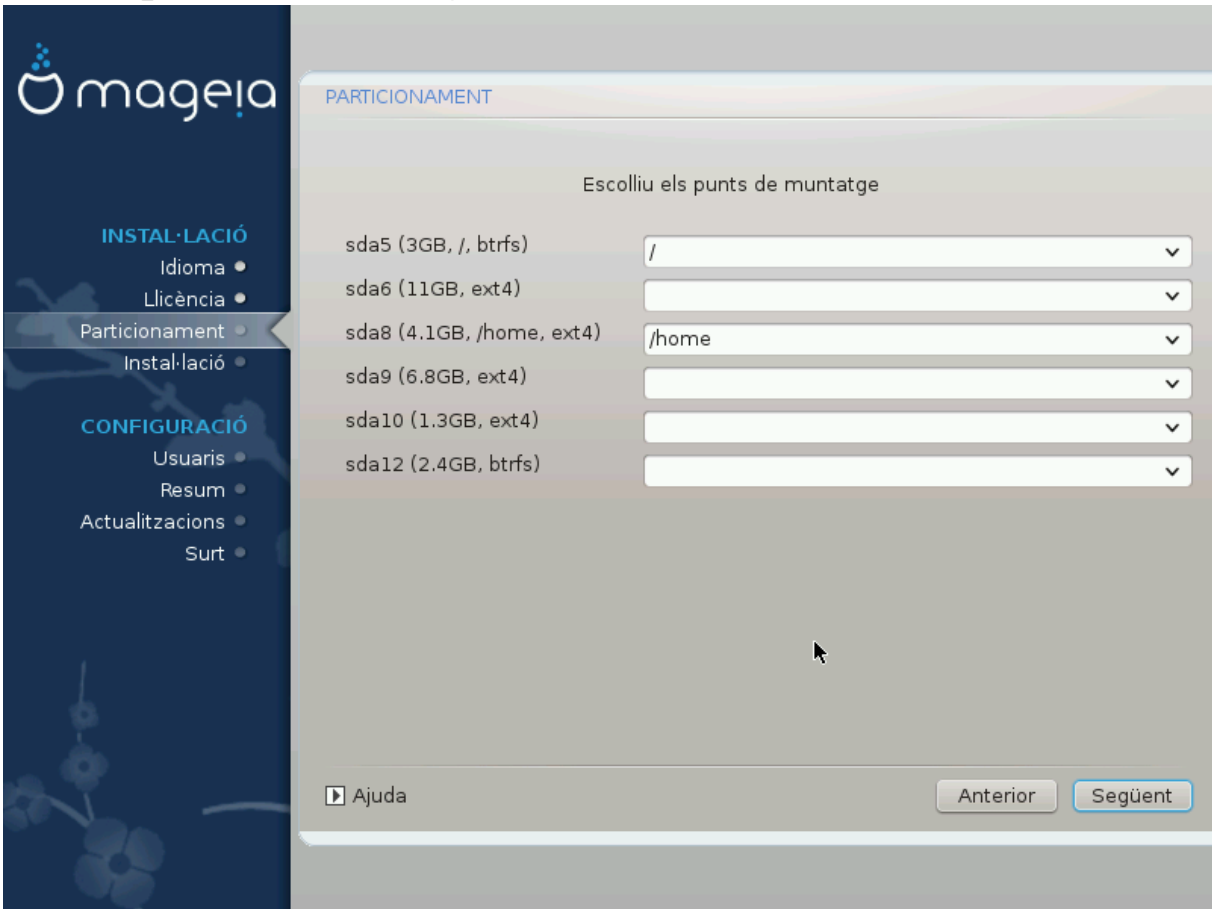 mageia
INSTAL·LACIÓ
Idioma
Llicència
Particionament
Instal·lació
CONFIGURACIÓ
Usuaris
Resum
Actualitzacions
Surt
PARTICIONAMENT
Escolliu els punts de muntatge
sda5 (3GB, /, btrfs) /
sda6 (11GB, ext4)
sda8 (4.1GB, /home, ext4) /home
sda9 (6.8GB, ext4)
sda10 (1.3GB, ext4)
sda12 (2.4GB, btrfs)
Ajuda Anterior Següent